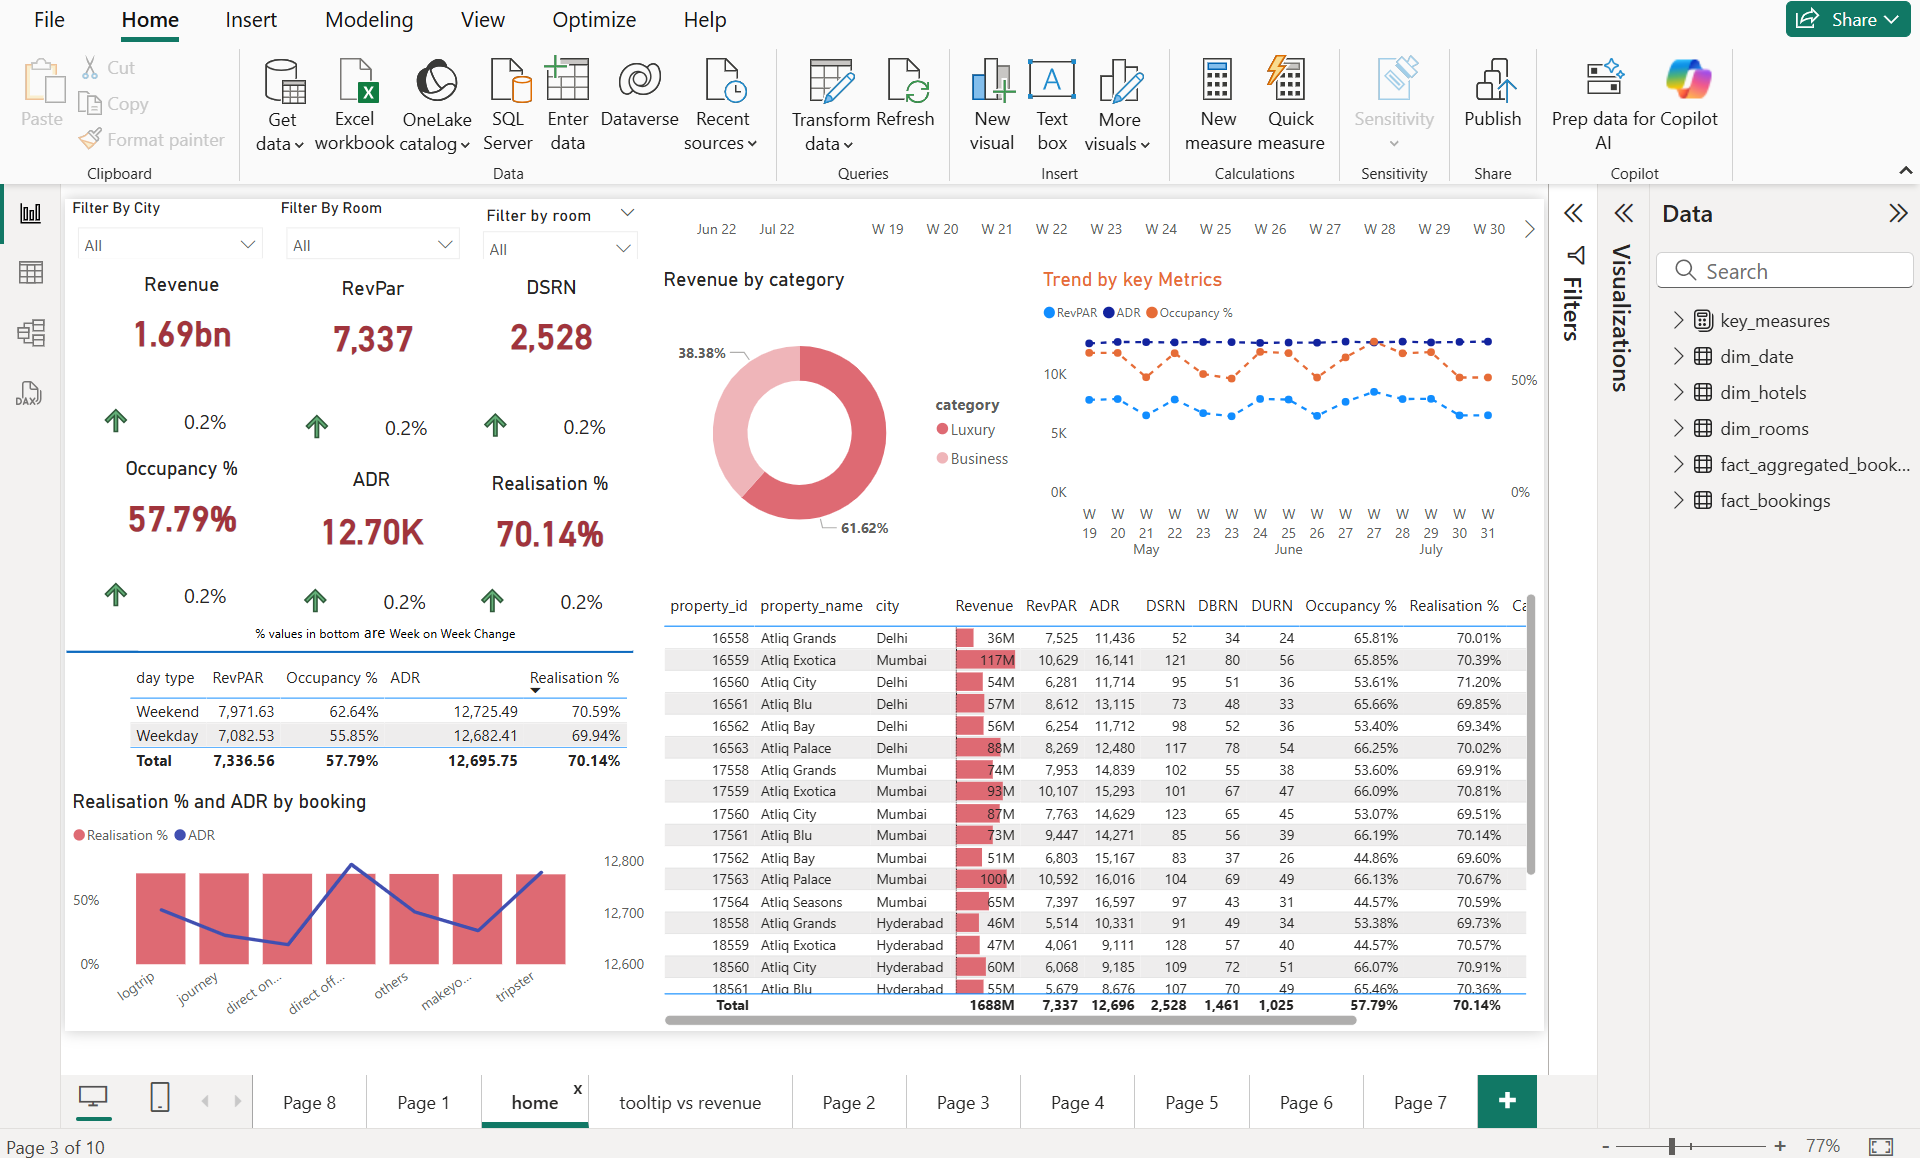 File Home Insert Modeling View Optimize Help Share
Paste
Cut
Copy
Format painter
Clipboard
Get data
Excel workbook
OneLake catalog
SQL Server
Enter data
Dataverse
Recent sources
Data
Transform data
Refresh
Queries
New visual
Text box
More visuals
Insert
New measure
Quick measure
Calculations
Sensitivity
Sensitivity
Publish
Share
Prep data for AI
Copilot
Copilot
Filter By City
All
Filter By Room
All
Filter by room
All
Jun 22 Jul 22 W 19 W 20 W 21 W 22 W 23 W 24 W 25 W 26 W 27 W 28 W 29 W 30
Revenue
1.69bn
0.2%
RevPar
7,337
0.2%
DSRN
2,528
0.2%
Occupancy %
57.79%
0.2%
ADR
12.70K
0.2%
Realisation %
70.14%
0.2%
% values in bottom are Week on Week Change
day type RevPAR Occupancy % ADR Realisation %
Weekend 7,971.63 62.64% 12,725.49 70.59%
Weekday 7,082.53 55.85% 12,682.41 69.94%
Total 7,336.56 57.79% 12,695.75 70.14%
Realisation % and ADR by booking
Realisation % ADR
50%
0%
12,800
12,700
12,600
logtrip journey direct on... direct off... others makeyo... tripster
Revenue by category
38.38%
61.62%
category
Luxury
Business
Trend by key Metrics
RevPAR ADR Occupancy %
10K
5K
0K
50%
0%
W W W W W W W W W W W W W W W
19 20 21 22 23 23 24 25 26 27 27 28 29 30 31
May June July
property_id property_name city Revenue RevPAR ADR DSRN DBRN DURN Occupancy % Realisation % Ca
16558 Atliq Grands Delhi 36M 7,525 11,436 52 34 24 65.81% 70.01%
16559 Atliq Exotica Mumbai 117M 10,629 16,141 121 80 56 65.85% 70.39%
16560 Atliq City Delhi 54M 6,281 11,714 95 51 36 53.61% 71.20%
16561 Atliq Blu Delhi 57M 8,612 13,115 73 48 33 65.66% 69.85%
16562 Atliq Bay Delhi 56M 6,254 11,712 98 52 36 53.40% 69.34%
16563 Atliq Palace Delhi 88M 8,269 12,480 117 78 54 66.25% 70.02%
17558 Atliq Grands Mumbai 74M 7,953 14,839 102 55 38 53.60% 69.91%
17559 Atliq Exotica Mumbai 93M 10,107 15,293 101 67 47 66.09% 70.81%
17560 Atliq City Mumbai 87M 7,763 14,629 123 65 45 53.07% 69.51%
17561 Atliq Blu Mumbai 73M 9,447 14,271 85 56 39 66.19% 70.14%
17562 Atliq Bay Mumbai 51M 6,803 15,167 83 37 26 44.86% 69.60%
17563 Atliq Palace Mumbai 100M 10,592 16,016 104 69 49 66.13% 70.67%
17564 Atliq Seasons Mumbai 65M 7,397 16,597 97 43 31 44.57% 70.59%
18558 Atliq Grands Hyderabad 46M 5,514 10,331 91 49 34 53.38% 69.73%
18559 Atliq Exotica Hyderabad 47M 4,061 9,111 128 57 40 44.57% 70.57%
18560 Atliq City Hyderabad 60M 6,068 9,185 109 72 51 66.07% 70.91%
18561 Atliq Blu Hyderabad 55M 5,679 8,676 107 70 49 65.46% 70.36%
Total 1688M 7,337 12,696 2,528 1,461 1,025 57.79% 70.14%
Filters
Visualizations
Data
Search
key_measures
dim_date
dim_hotels
dim_rooms
fact_aggregated_book...
fact_bookings
DAX
Page 8 Page 1 home x tooltip vs revenue Page 2 Page 3 Page 4 Page 5 Page 6 Page 7 +
Page 3 of 10
- + 77%